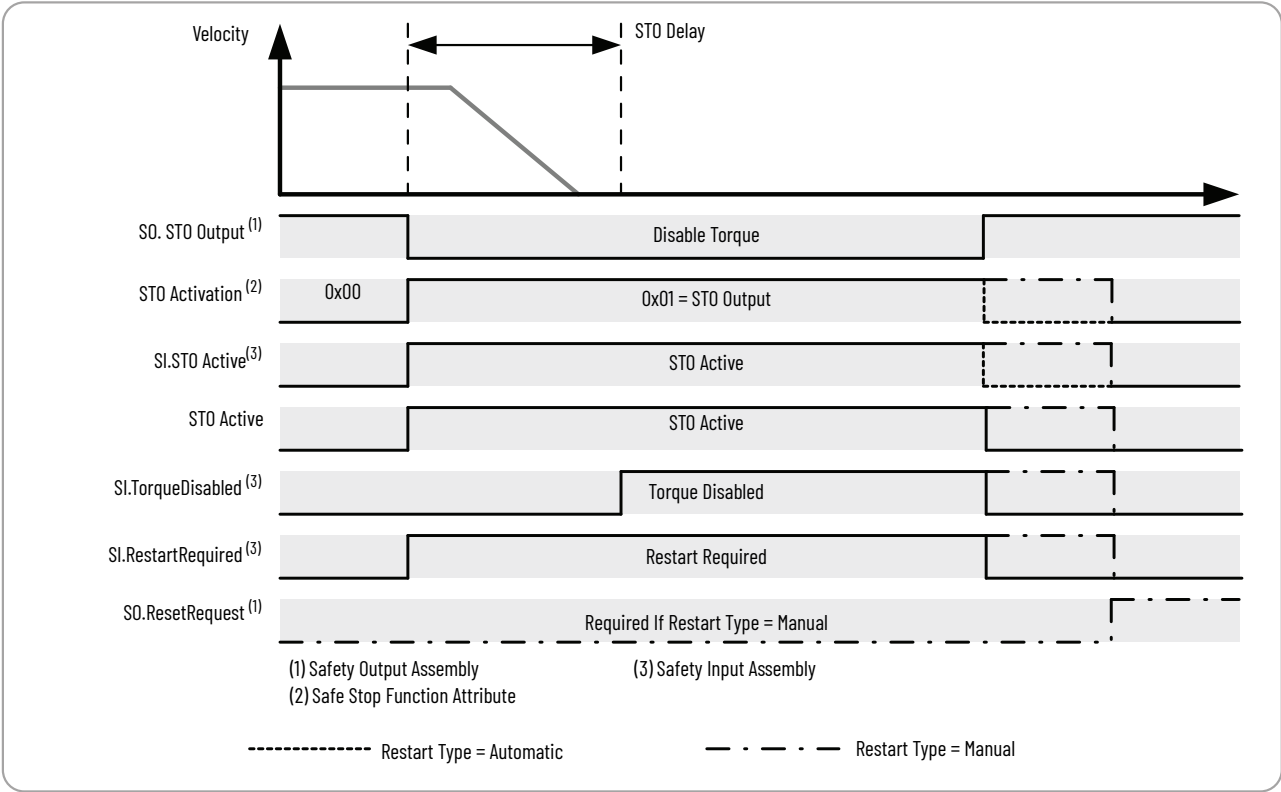 Velocity
STO Delay
SO. STO Output (1)
Disable Torque
STO Activation (2)
0x00
0x01 = STO Output
SI.STO Active(3)
STO Active
STO Active
STO Active
SI.TorqueDisabled (3)
Torque Disabled
SI.RestartRequired (3)
Restart Required
SO.ResetRequest (1)
Required If Restart Type = Manual
(1) Safety Output Assembly
(3) Safety Input Assembly
(2) Safe Stop Function Attribute
Restart Type = Automatic
Restart Type = Manual